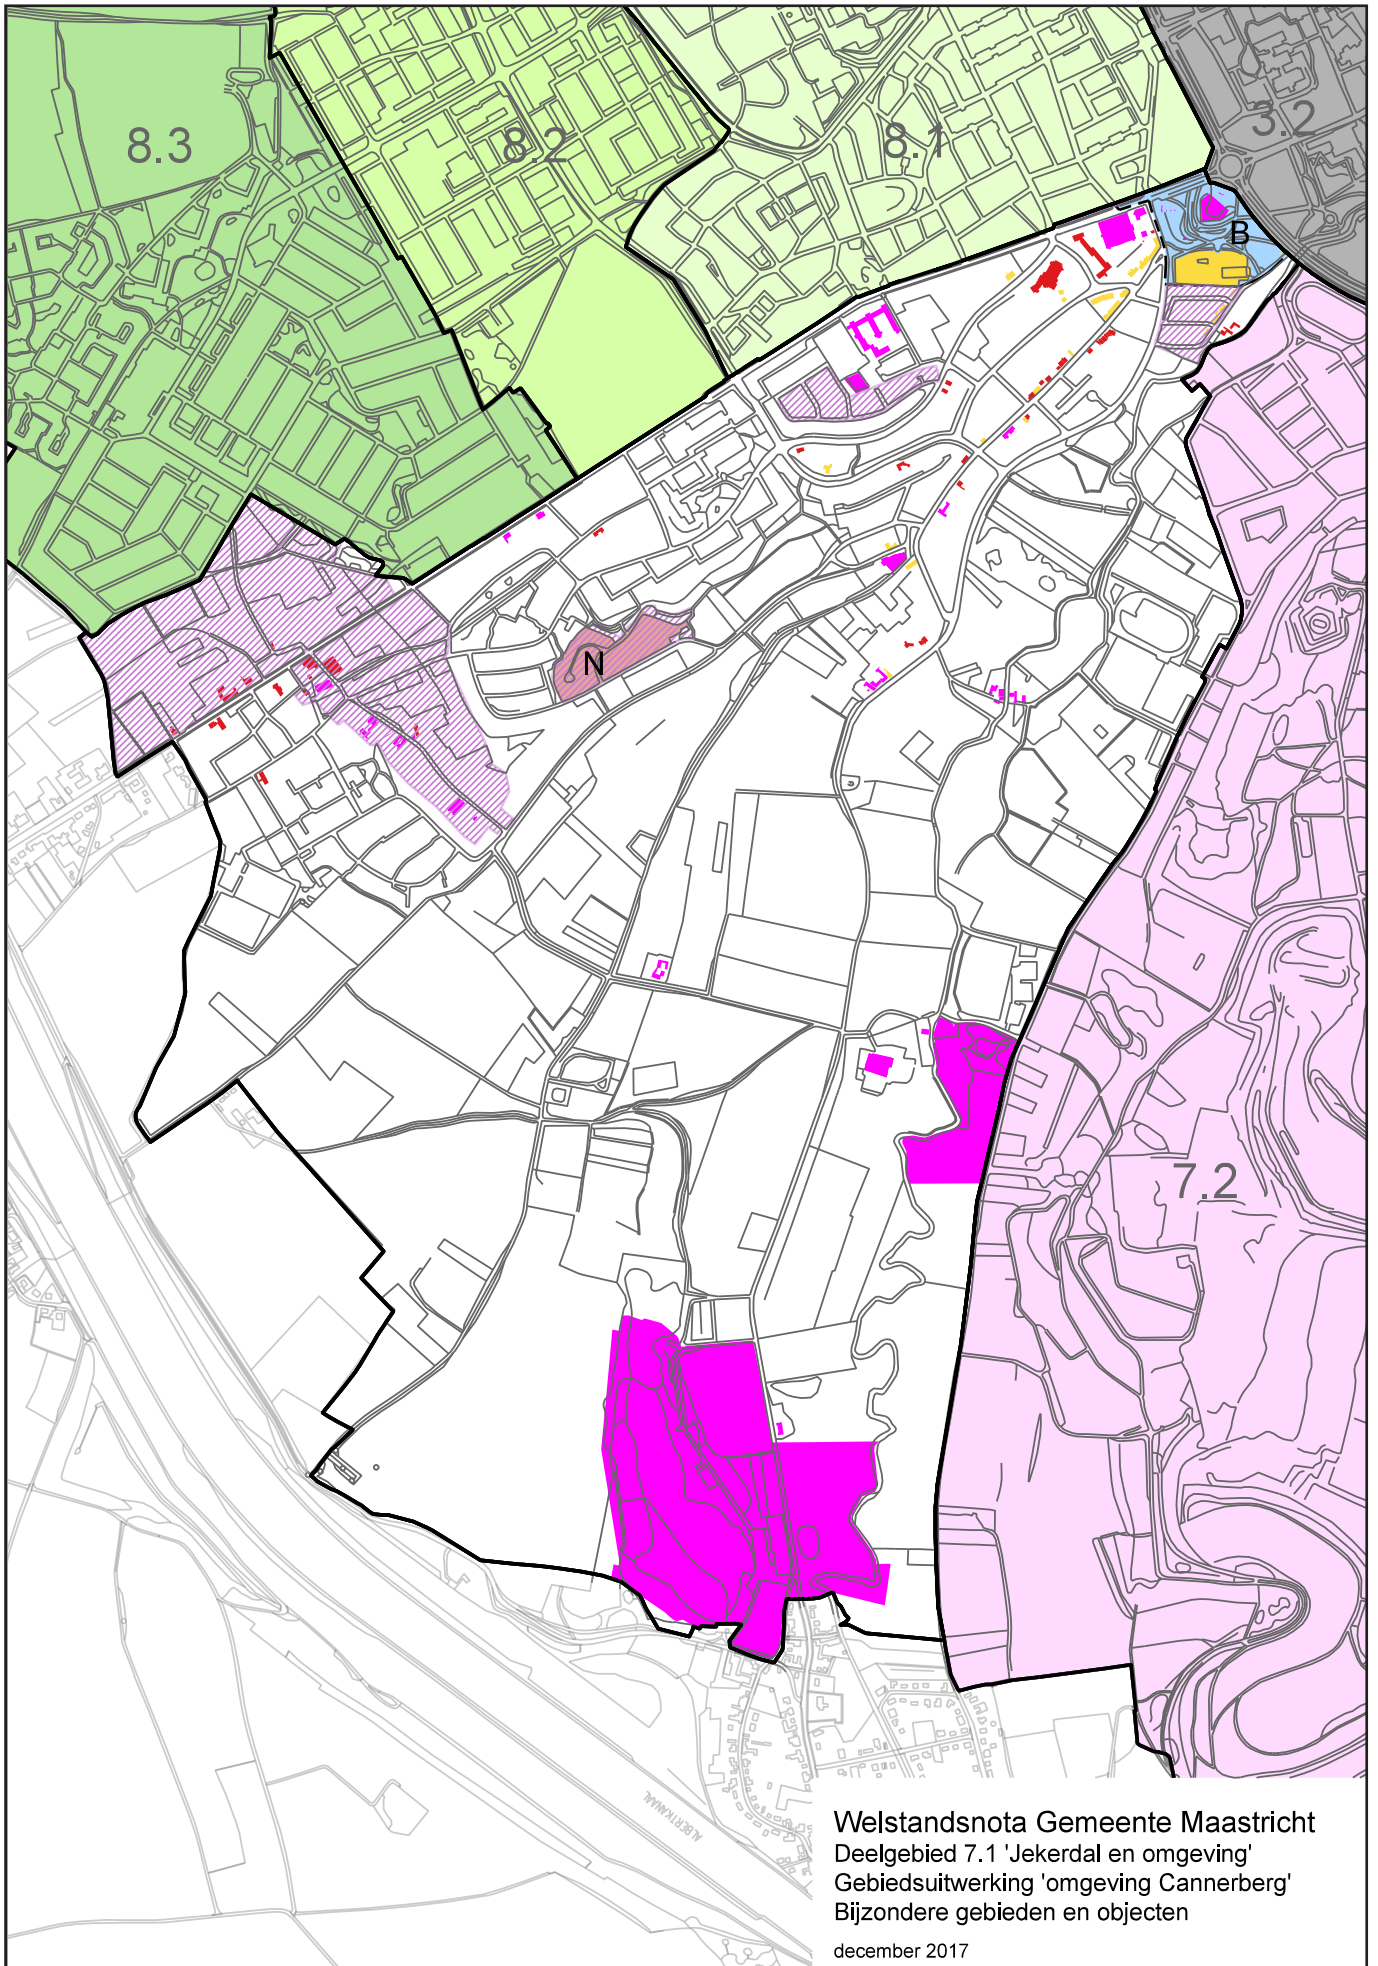 8.3
8.2
8.1
3.2
B
N
7.2
ALBERTKANAAL
Welstandsnota Gemeente Maastricht
Deelgebied 7.1 'Jekerdal en omgeving'
Gebiedsuitwerking 'omgeving Cannerberg'
Bijzondere gebieden en objecten
december 2017